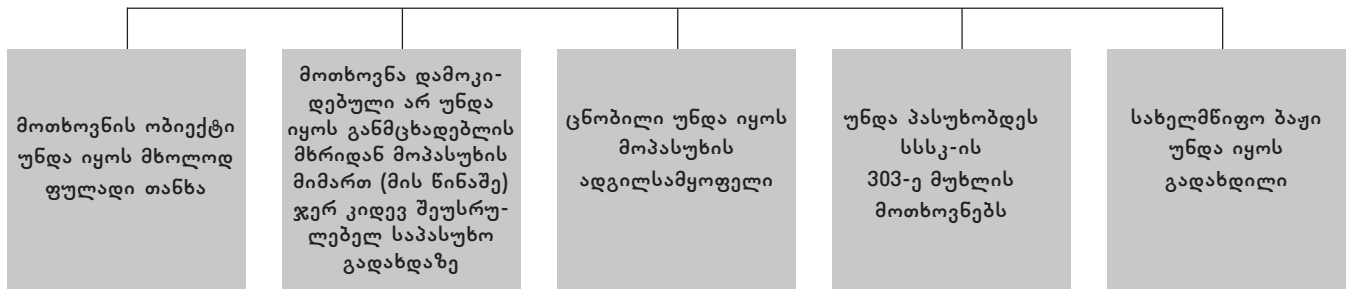 მოთხოვნის ობიექტი
უნდა იყოს მხოლოდ
ფულადი თანხა
მოთხოვნა დამოკი-
დებული არ უნდა
იყოს განმცხადებლის
მხრიდან მოპასუხის
მიმართ (მის წინაშე)
ჯერ კიდევ შეუსრუ-
ლებელ საპასუხო
გადახდაზე
ცნობილი უნდა იყოს
მოპასუხის
ადგილსამყოფელი
უნდა პასუხობდეს
სსსკ-ის
303-ე მუხლის
მოთხოვნებს
სახელმწიფო ბაჟი
უნდა იყოს
გადახდილი